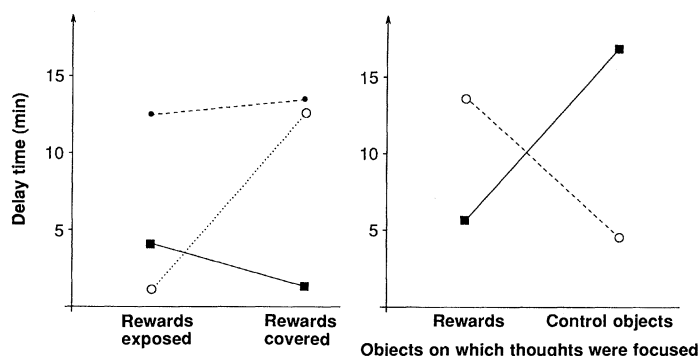 Delay time (min)
15
10
5
Rewards
exposed
Rewards
covered
15
10
5
Rewards
Control objects
Objects on which thoughts were focused